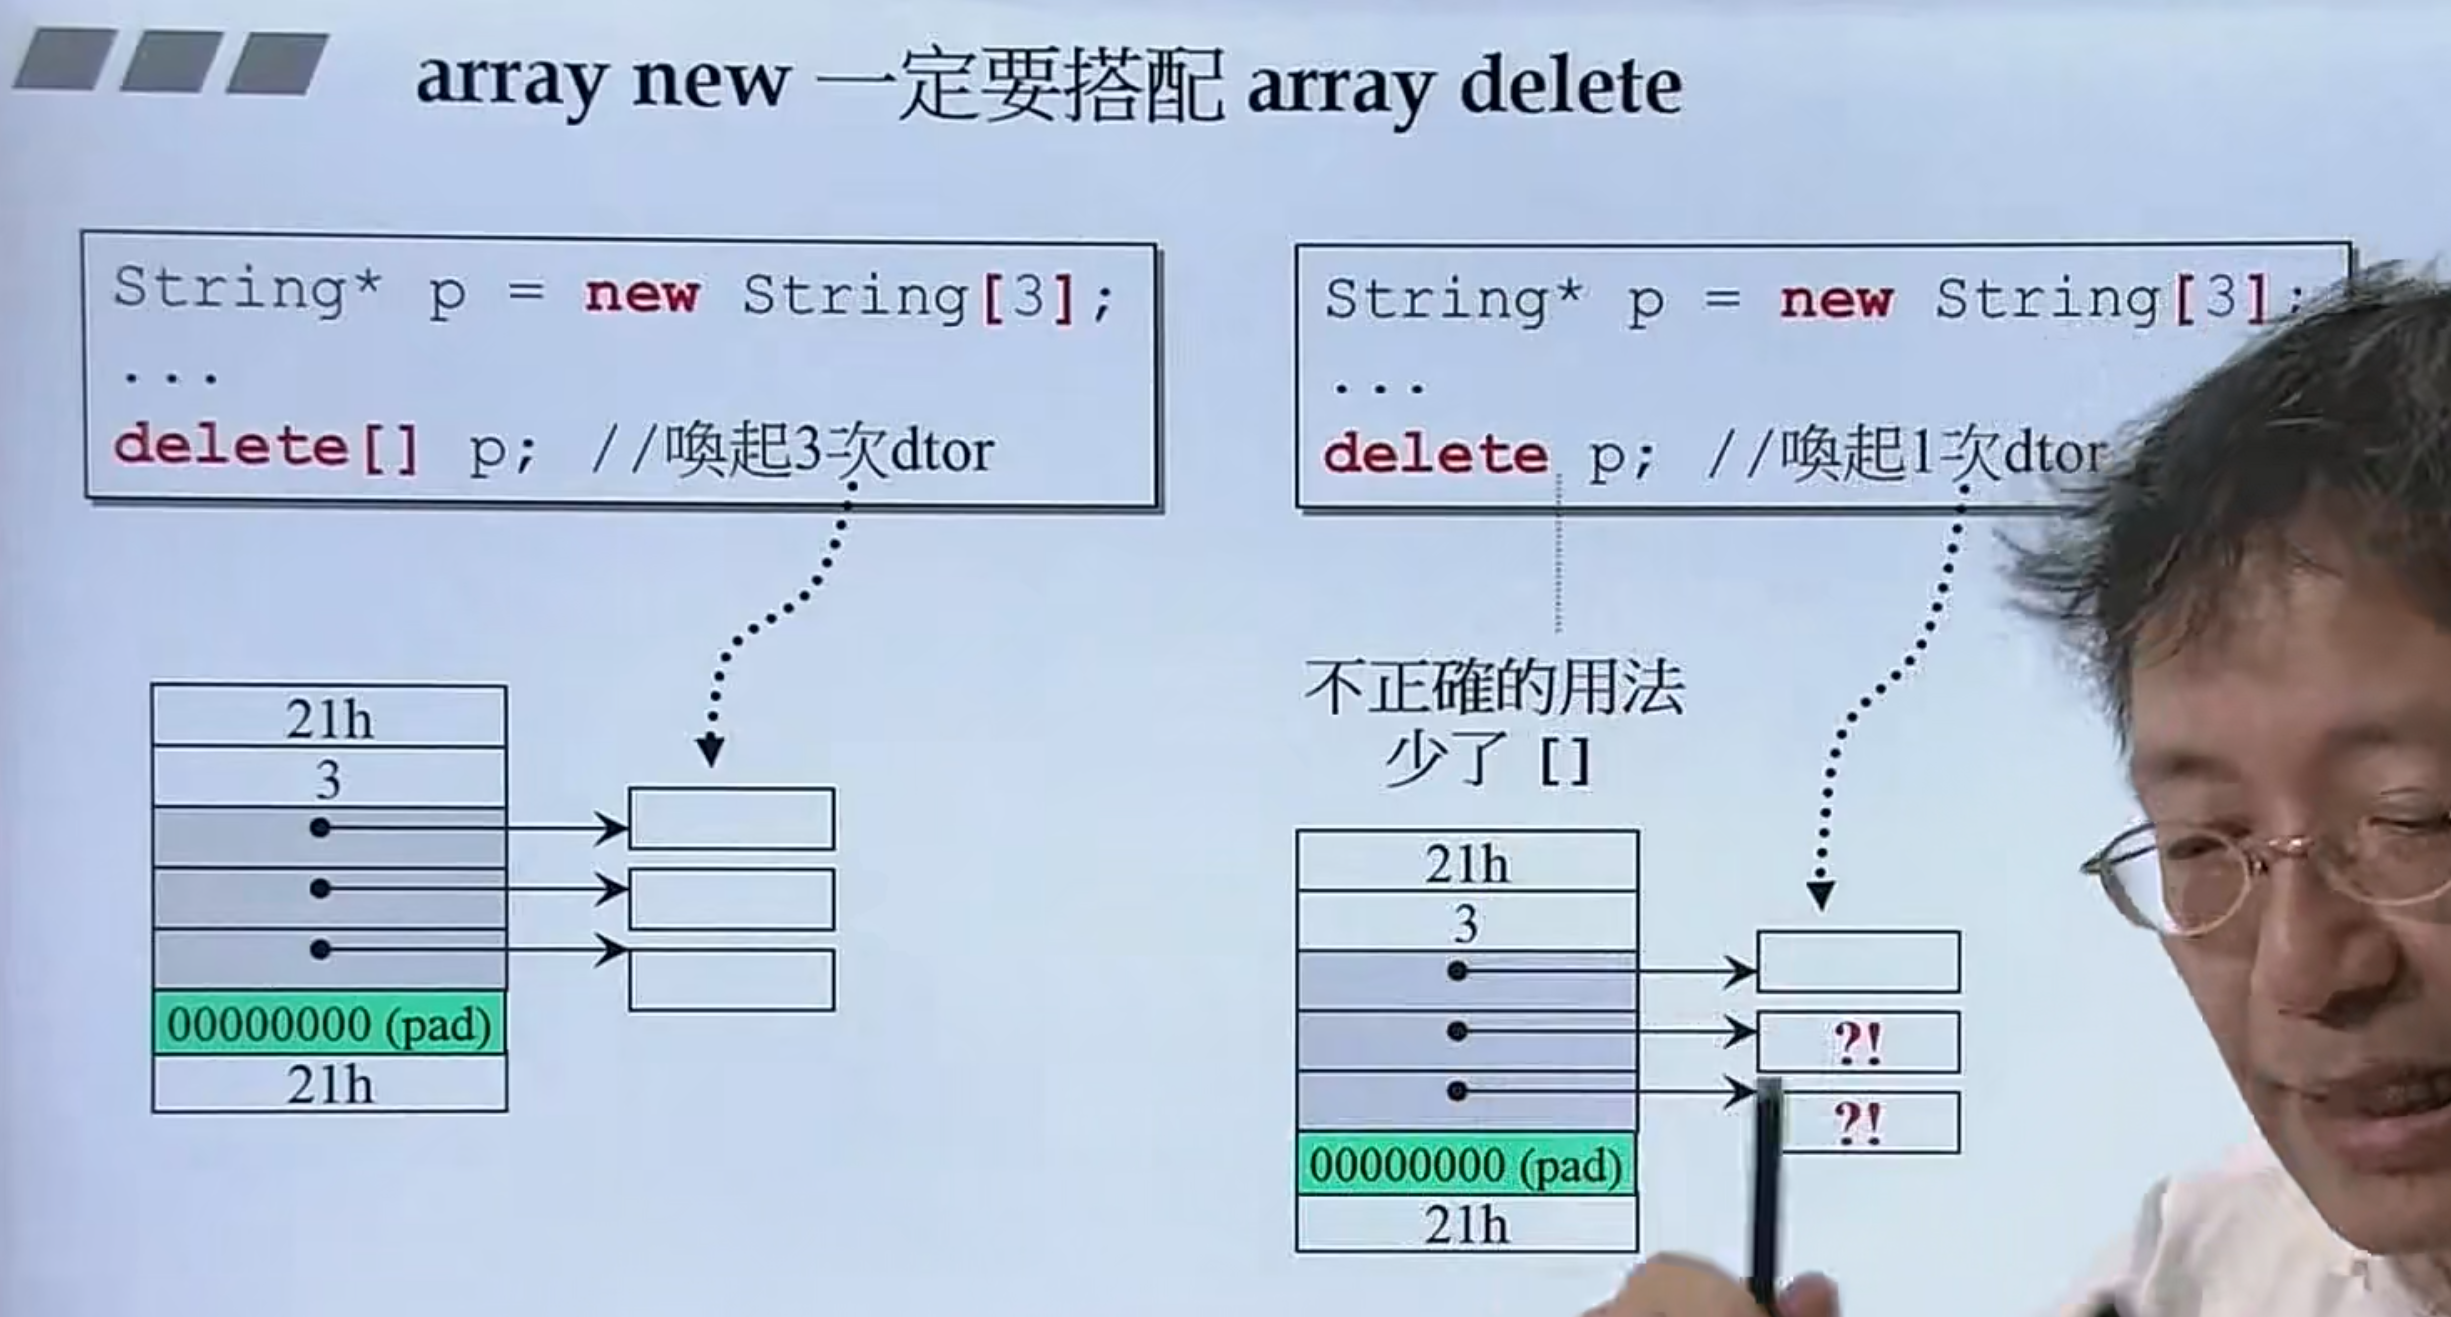 array new 一定要搭配 array delete
String* p = new String[3];
...
delete[] p; //喚起3次dtor
21h
3
00000000 (pad)
21h
String* p = new String[3];
...
delete p; //喚起1次dtor
不正確的用法
少了 []
21h
3
?!
?!
00000000 (pad)
21h